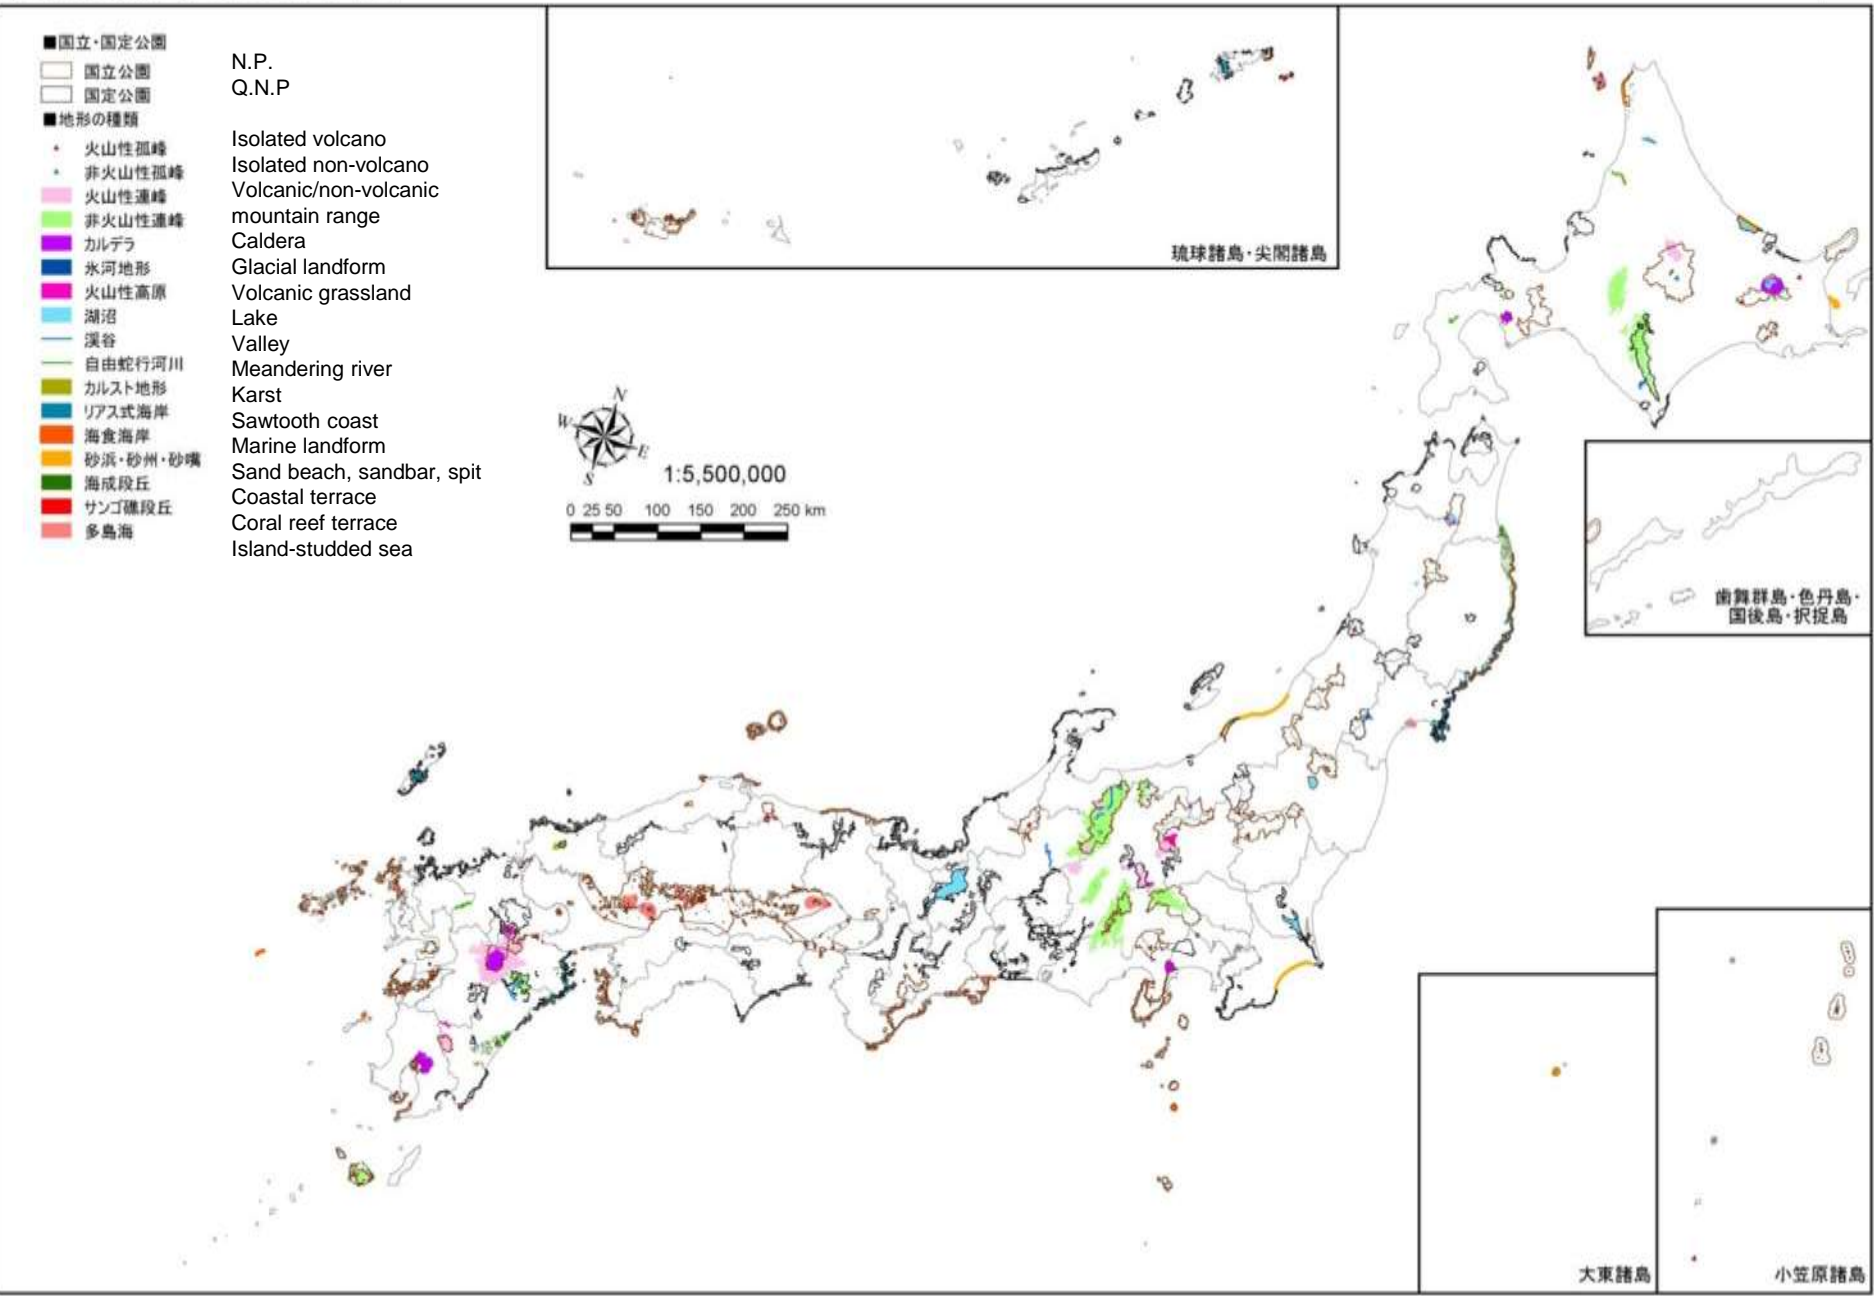 ■国立・国定公園
国立公園
国定公園
■地形の種類
火山性孤峰
非火山性孤峰
火山性連峰
非火山性連峰
カルデラ
氷河地形
火山性高原
湖沼
渓谷
自由蛇行河川
カルスト地形
リアス式海岸
海食海岸
砂浜・砂州・砂嘴
海成段丘
サンゴ礁段丘
多島海
N.P.
Q.N.P
Isolated volcano
Isolated non-volcano
Volcanic/non-volcanic
mountain range
Caldera
Glacial landform
Volcanic grassland
Lake
Valley
Meandering river
Karst
Sawtooth coast
Marine landform
Sand beach, sandbar, spit
Coastal terrace
Coral reef terrace
Island-studded sea
琉球諸島・尖閣諸島
N
W
E
S
1:5,500,000
0 25 50 100 150 200 250 km
歯舞群島・色丹島・
国後島・択捉島
大東諸島
小笠原諸島